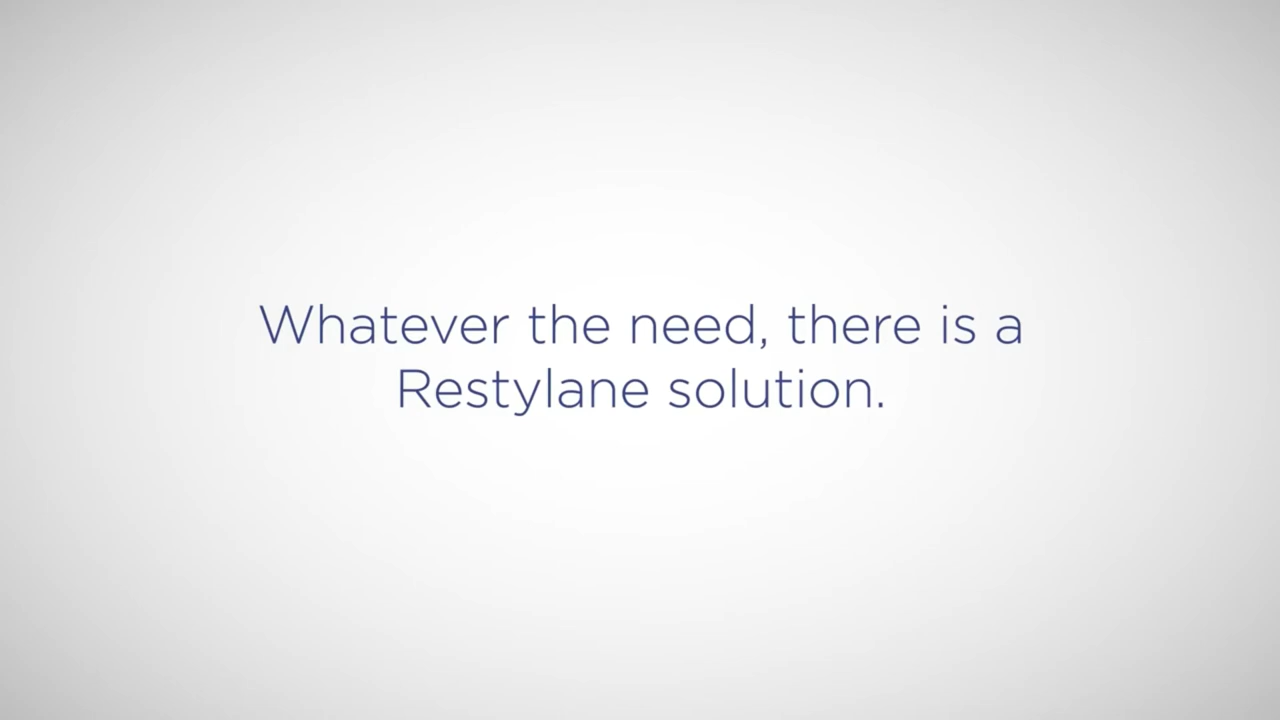 Whatever the need, there is a
Restylane solution.